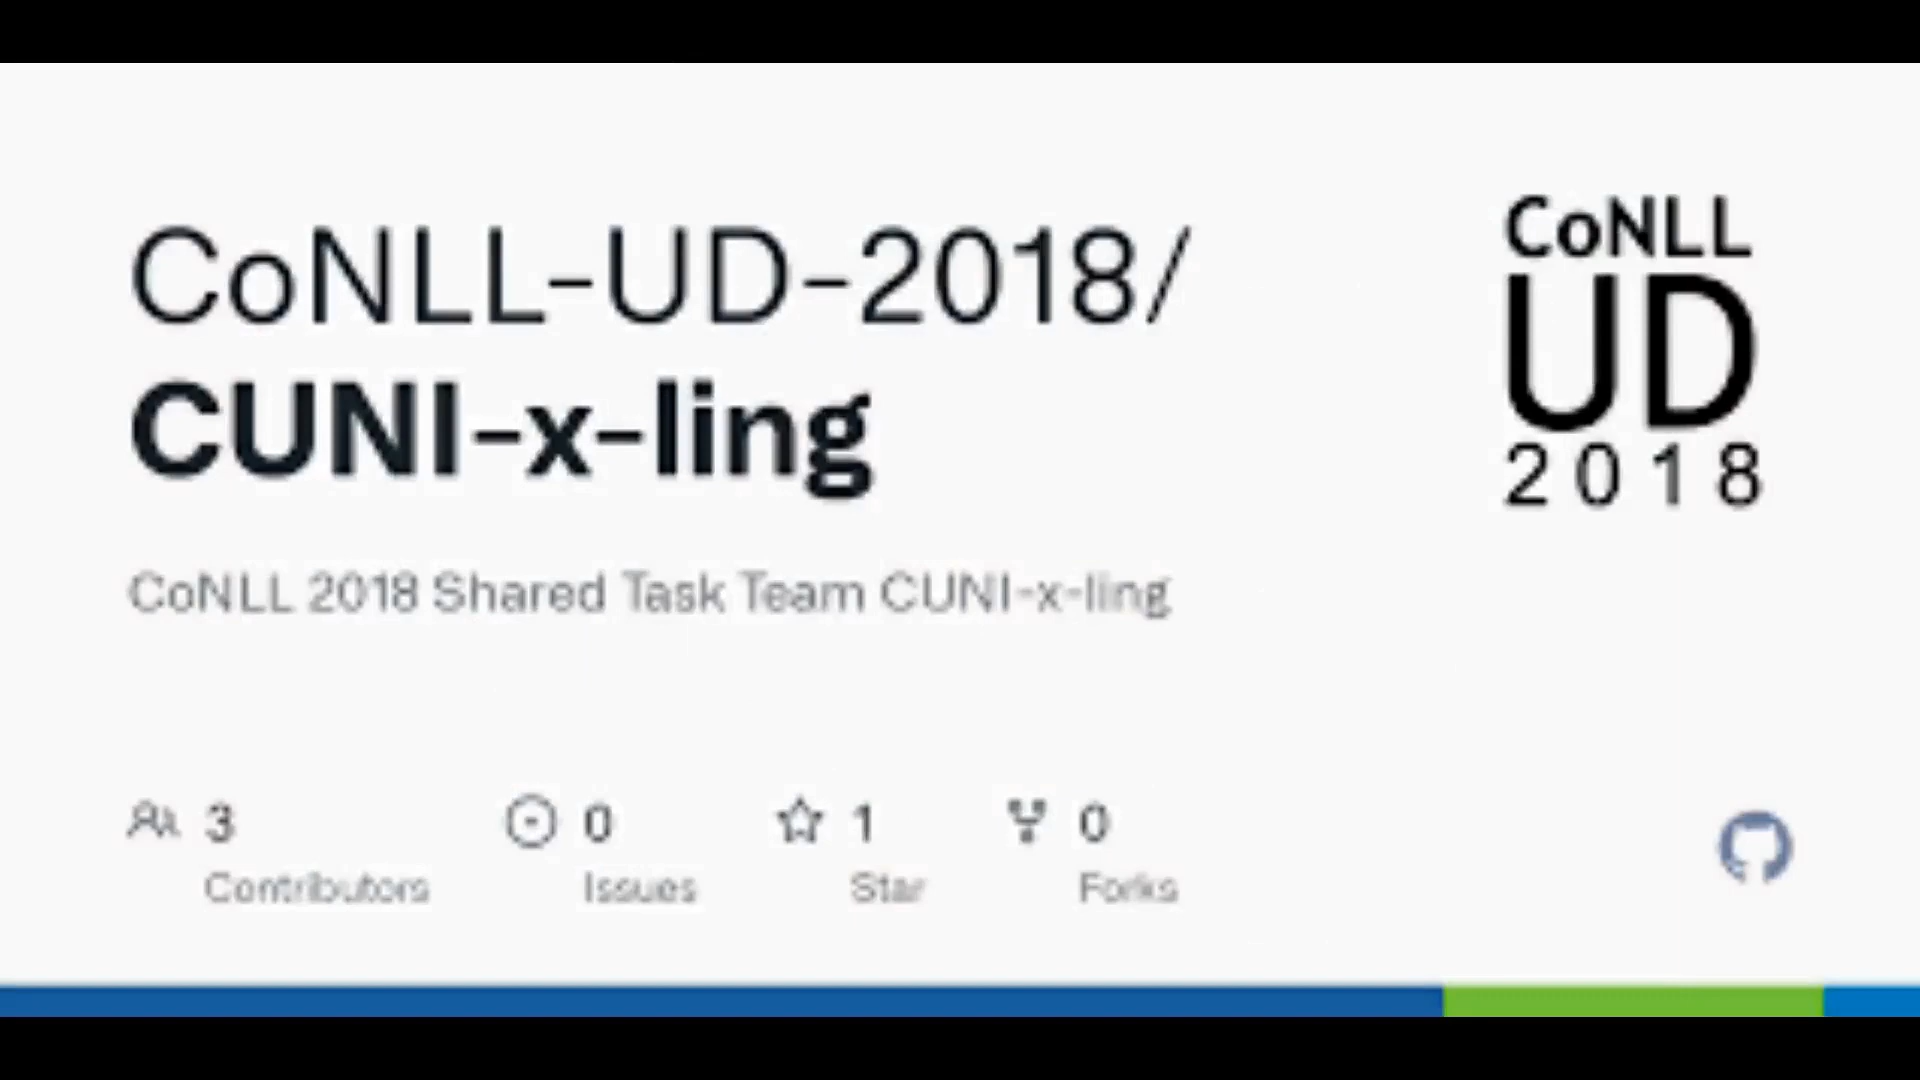 CoNLL-UD-2018/
CUNI-x-ling
CoNLL 2018 Shared Task Team CUNI-x-ling
CoNLL
UD
2018
3
Contributors
0
Issues
1
Star
0
Forks